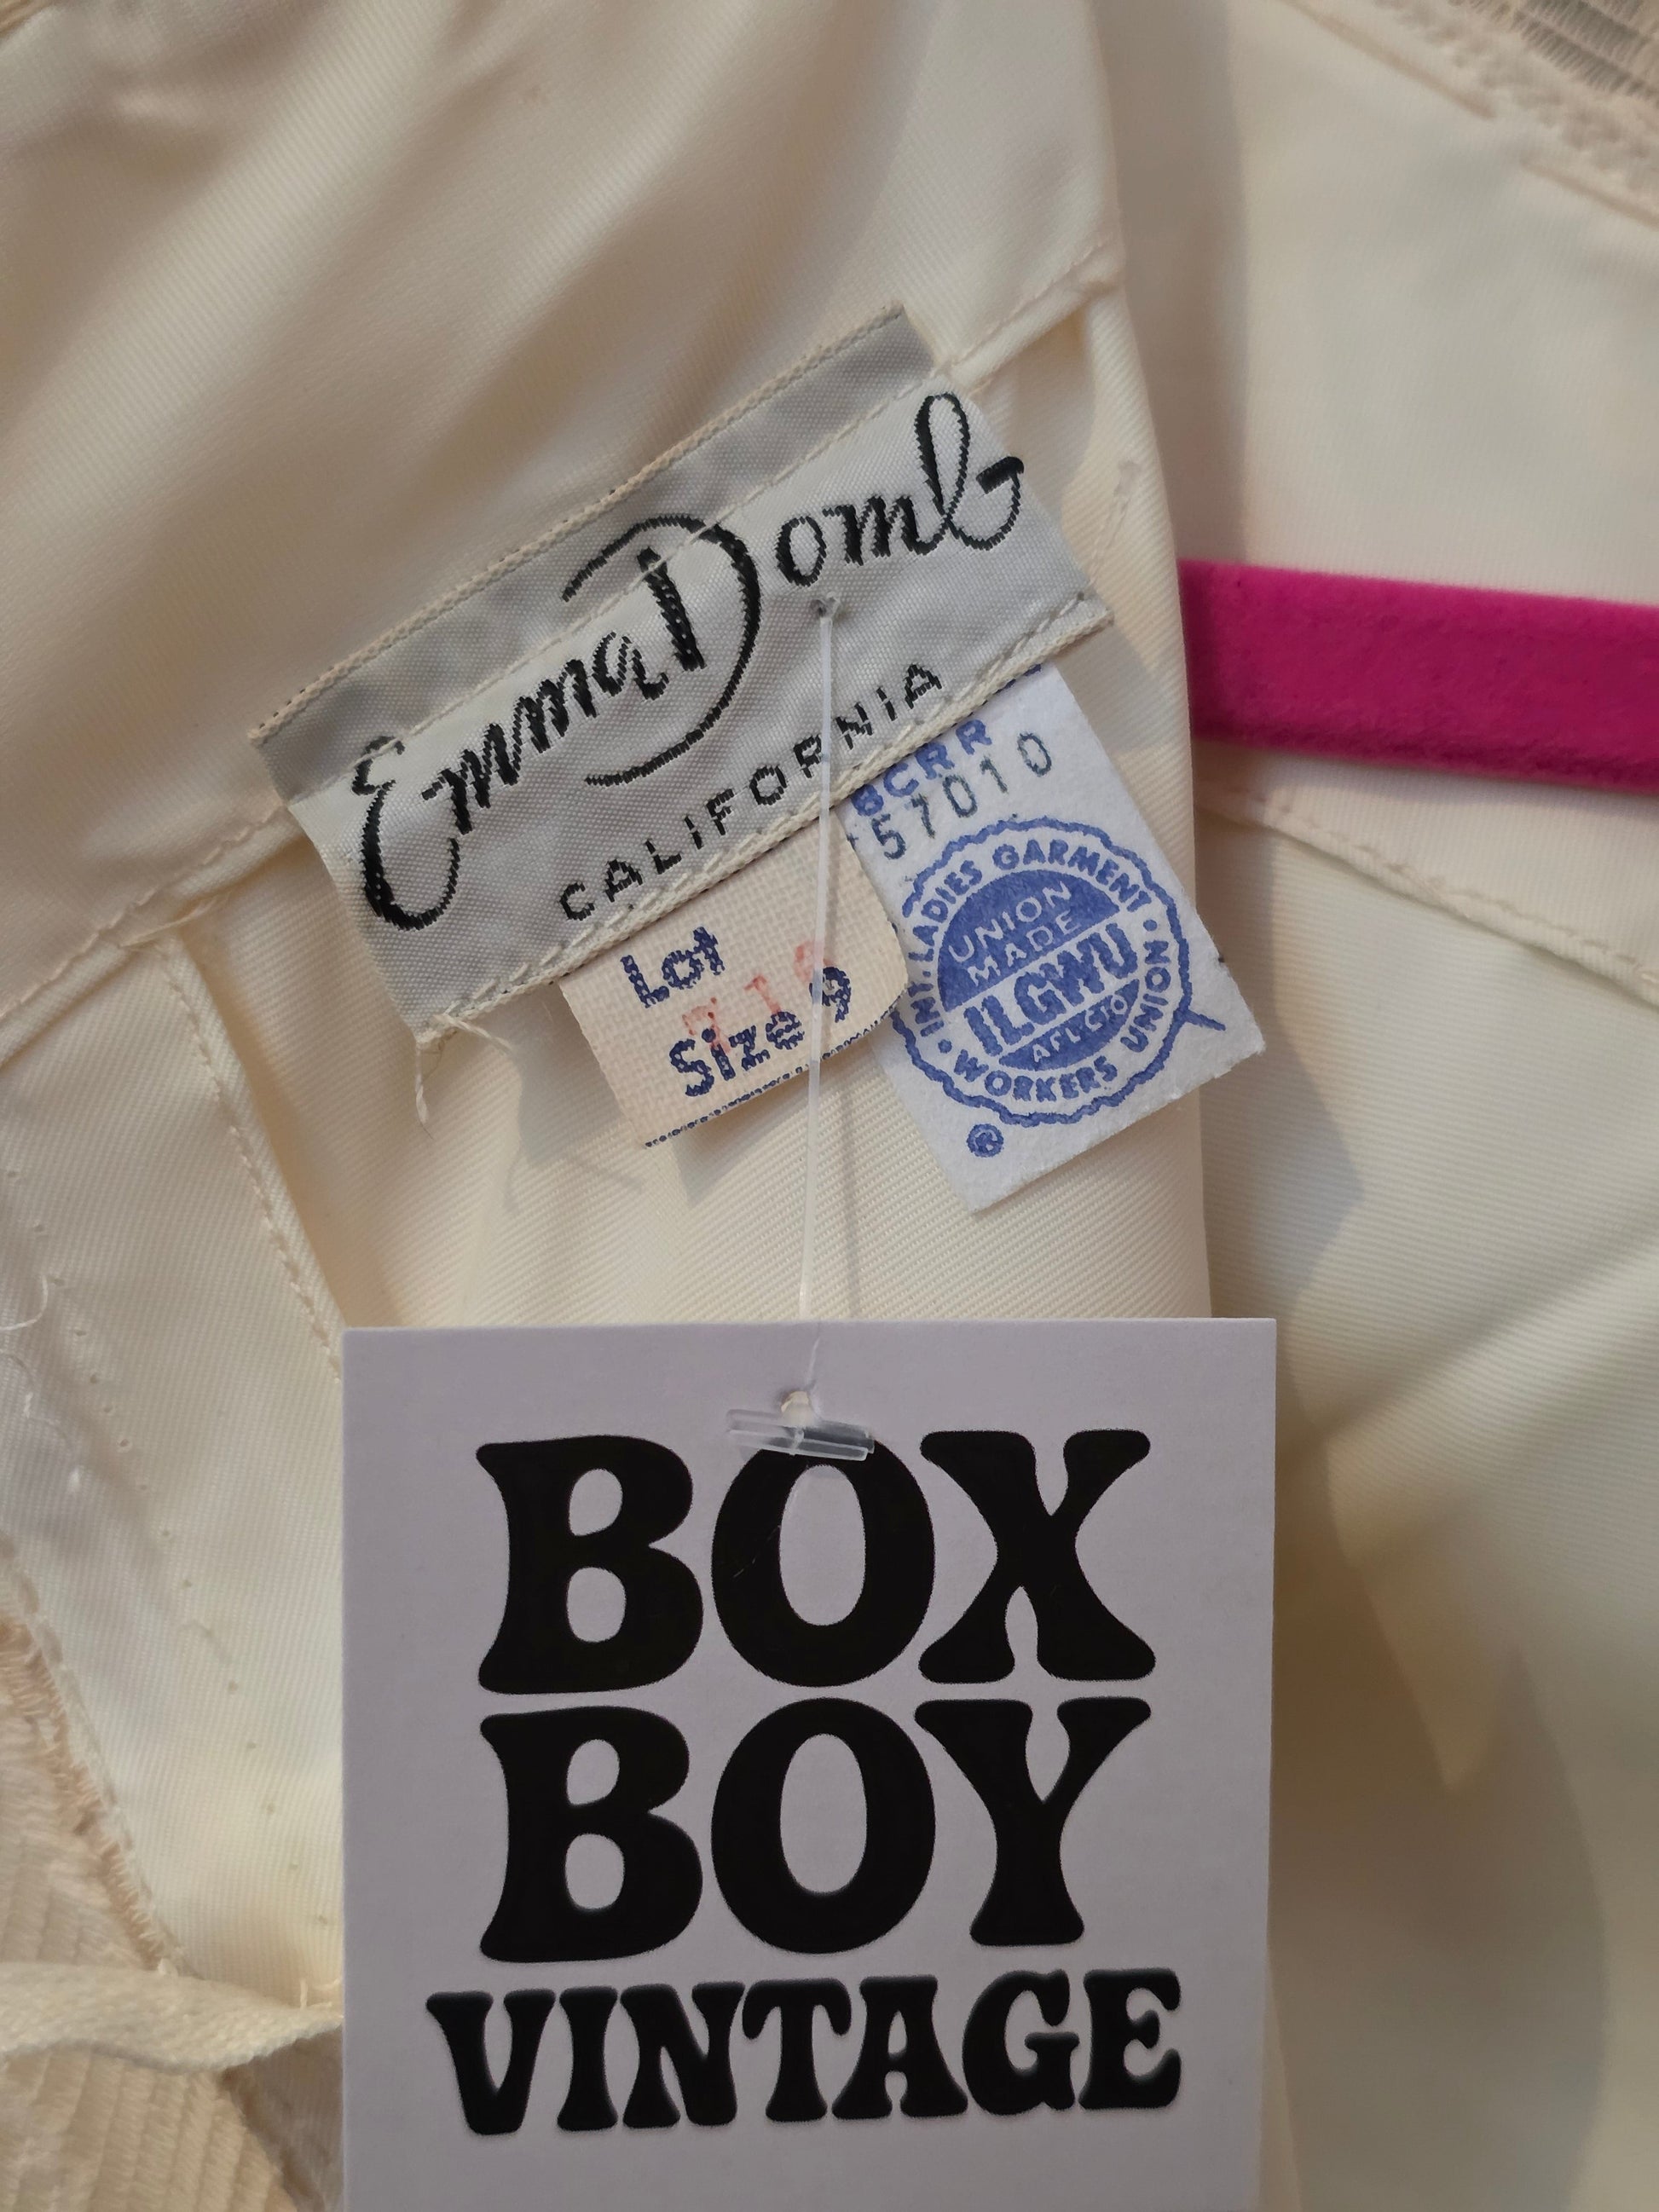 Emma Domb
CALIFORNIA
BCRR
57010
INT. LADIES GARMENT WORKERS UNION
UNION
MADE
ILGWU
AFL-CIO
®
Lot
Size 9
BOX
BOY
VINTAGE